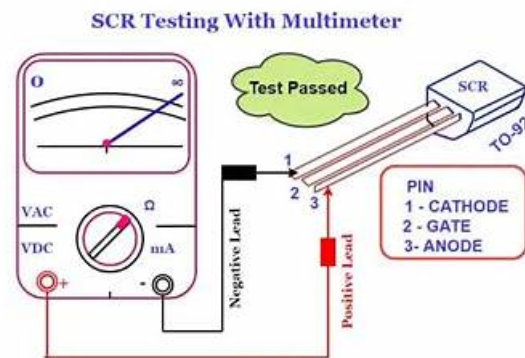 SCR Testing With Multimeter
O
∞
Test Passed
SCR
TO-92
1
2
3
PIN
1 - CATHODE
2 - GATE
3- ANODE
VAC
Ω
VDC
mA
+
-
Negative Lead
Positive Lead